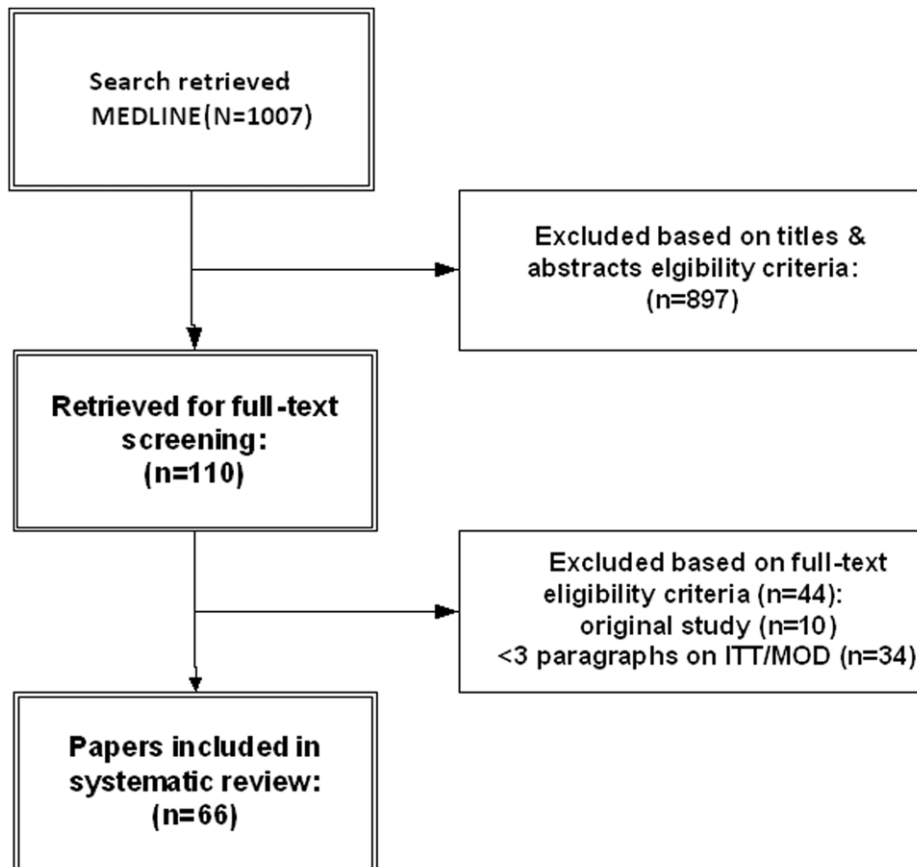 Search retrieved
MEDLINE(N=1007)
Excluded based on titles &
abstracts elgibility criteria:
(n=897)
Retrieved for full-text
screening:
(n=110)
Excluded based on full-text
eligibility criteria (n=44):
original study (n=10)
<3 paragraphs on ITT/MOD (n=34)
Papers included in
systematic review:
(n=66)